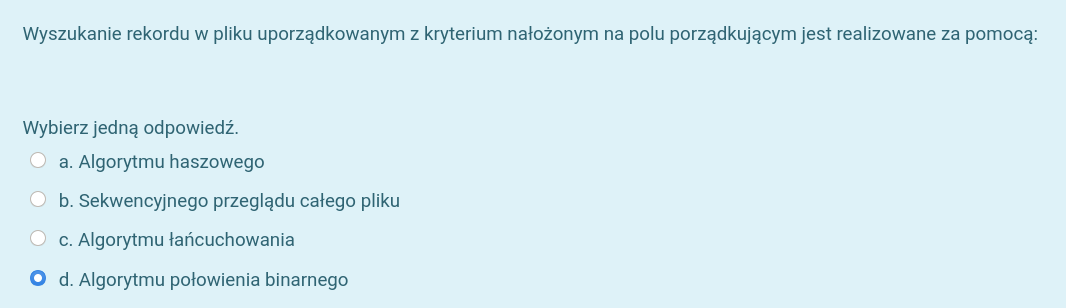 Wyszukanie rekordu w pliku uporządkowanym z kryterium nałożonym na polu porządkującym jest realizowane za pomocą:
Wybierz jedną odpowiedź.
a. Algorytmu haszowego
b. Sekwencyjnego przeglądu całego pliku
c. Algorytmu łańcuchowania
d. Algorytmu połowienia binarnego